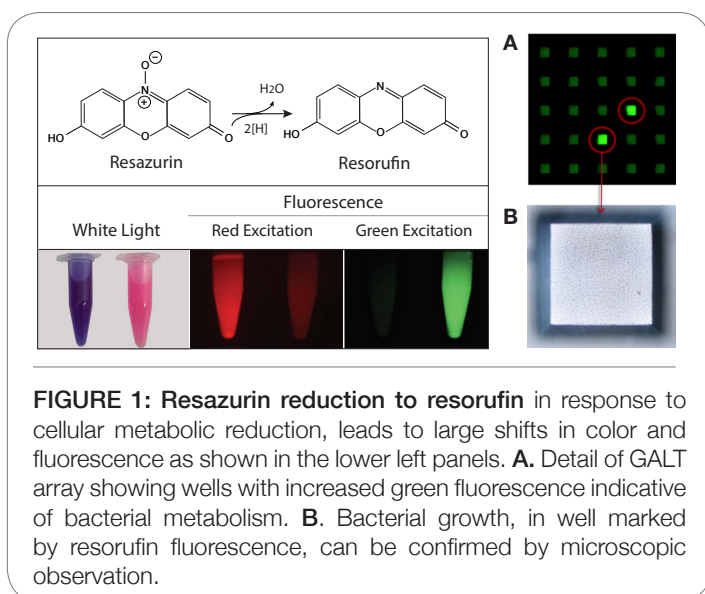 O ⊖
N
⊕
HO
O
O
Resazurin
H₂O
2[H]
N
HO
O
O
Resorufin
Fluorescence
White Light
Red Excitation
Green Excitation
A
B
FIGURE 1: Resazurin reduction to resorufin in response to
cellular metabolic reduction, leads to large shifts in color and
fluorescence as shown in the lower left panels. A. Detail of GALT
array showing wells with increased green fluorescence indicative
of bacterial metabolism. B. Bacterial growth, in well marked
by resorufin fluorescence, can be confirmed by microscopic
observation.